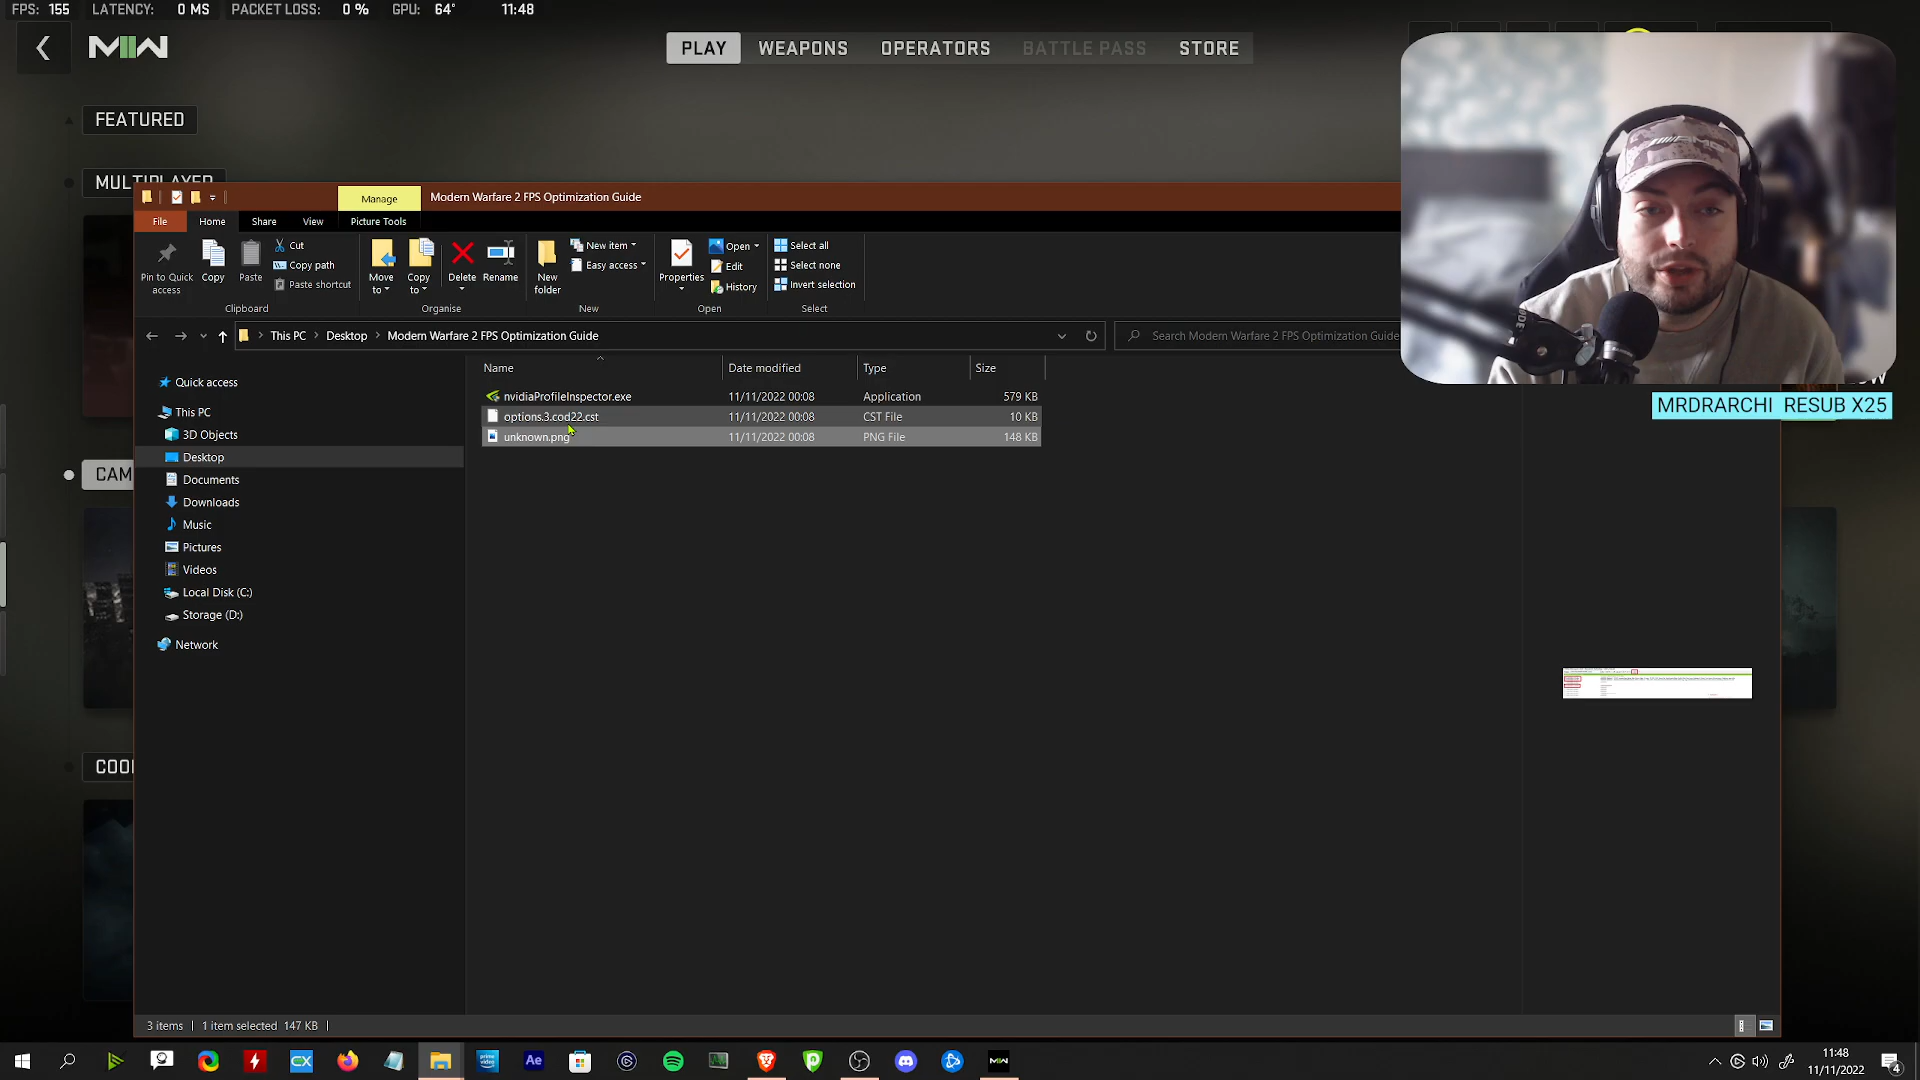 FPS: 155 LATENCY: 0 MS PACKET LOSS: 0 % GPU: 64° 11:48
MW
PLAY WEAPONS OPERATORS BATTLE PASS STORE
FEATURED
MULTIPLAYER
Manage Modern Warfare 2 FPS Optimization Guide
File Home Share View Picture Tools
Pin to Quick access
Copy
Paste
Cut
Copy path
Paste shortcut
Clipboard
Move to
Copy to
Delete
Rename
Organise
New folder
New item
Easy access
New
Properties
Open
Edit
History
Open
Select all
Select none
Invert selection
Select
This PC Desktop Modern Warfare 2 FPS Optimization Guide
Search Modern Warfare 2 FPS Optimization Guide
MRDRARCHI RESUB X25
Name Date modified Type Size
nvidiaProfileInspector.exe 11/11/2022 00:08 Application 579 KB
options.3.cod22.cst 11/11/2022 00:08 CST File 10 KB
unknown.png 11/11/2022 00:08 PNG File 148 KB
Quick access
This PC
3D Objects
Desktop
Documents
Downloads
Music
Pictures
Videos
Local Disk (C:)
Storage (D:)
Network
CAM
COO
3 items 1 item selected 147 KB
prime video
Ae
CX
MW
11:48
11/11/2022
4